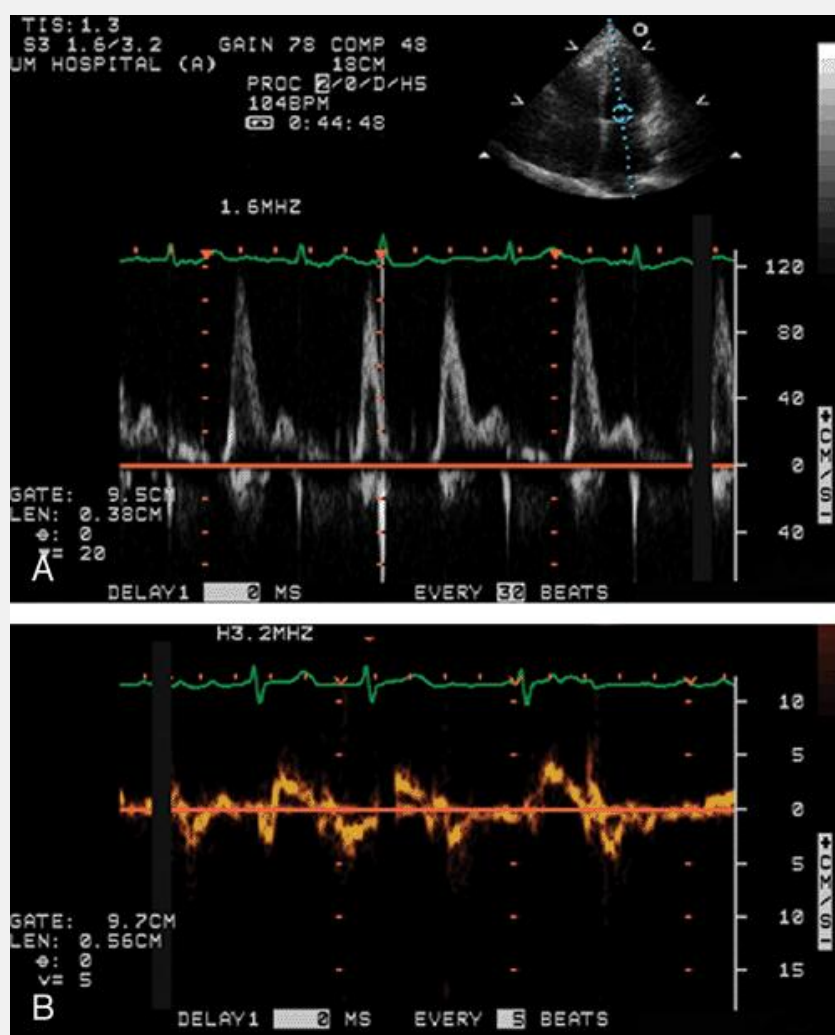 TIS:1.3
S3 1.6/3.2 GAIN 78 COMP 48
UM HOSPITAL (A) 18CM
PROC 2/0/D/H5
104BPM
0:44:48
1.6MHZ
120
80
40
0
40
CM/S
GATE: 9.5CM
LEN: 0.38CM
θ: 0
v= 20
A
DELAY1 0 MS EVERY 30 BEATS
H3.2MHZ
10
5
0
5
10
15
CM/S
GATE: 9.7CM
LEN: 0.56CM
θ: 0
v= 5
B
DELAY1 0 MS EVERY 5 BEATS